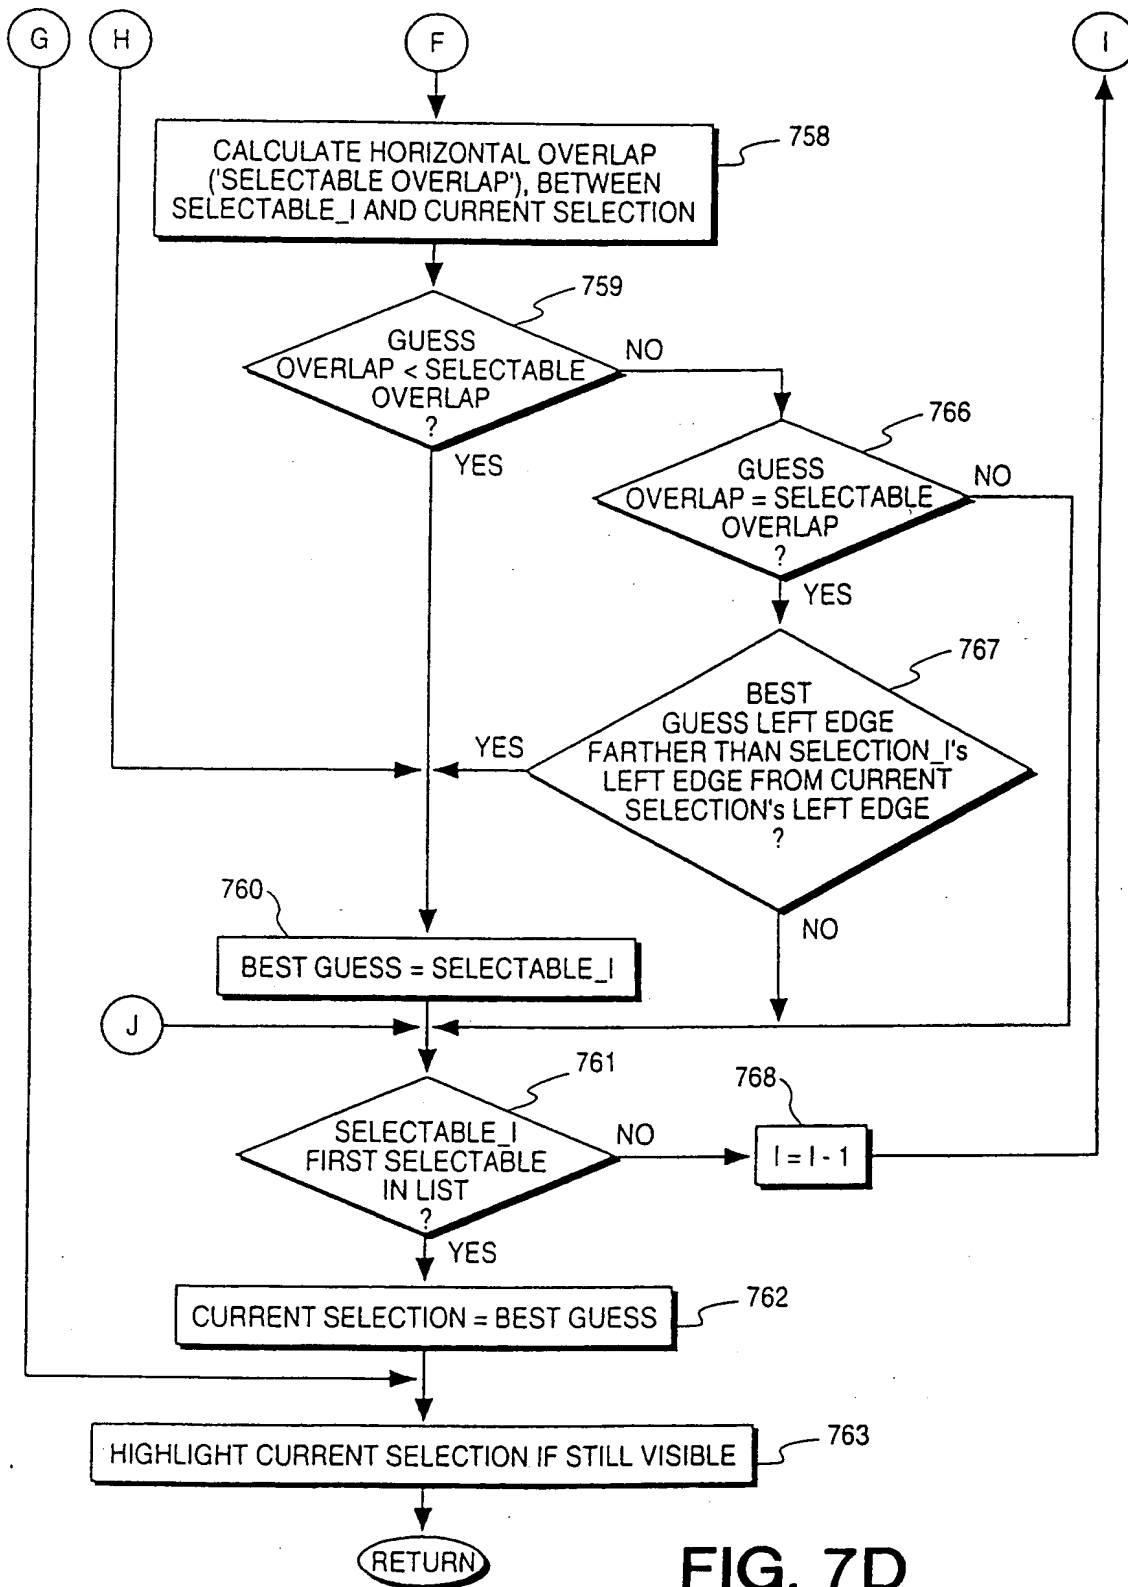 G
H
F
I
CALCULATE HORIZONTAL OVERLAP
('SELECTABLE OVERLAP'), BETWEEN
SELECTABLE_I AND CURRENT SELECTION
758
759
GUESS
OVERLAP < SELECTABLE
OVERLAP
?
NO
YES
766
GUESS
OVERLAP = SELECTABLE
OVERLAP
?
NO
YES
767
BEST
GUESS LEFT EDGE
FARTHER THAN SELECTION_I's
LEFT EDGE FROM CURRENT
SELECTION's LEFT EDGE
?
YES
NO
760
BEST GUESS = SELECTABLE_I
J
761
SELECTABLE_I
FIRST SELECTABLE
IN LIST
?
NO
YES
768
I = I - 1
CURRENT SELECTION = BEST GUESS
762
HIGHLIGHT CURRENT SELECTION IF STILL VISIBLE
763
RETURN
FIG. 7D